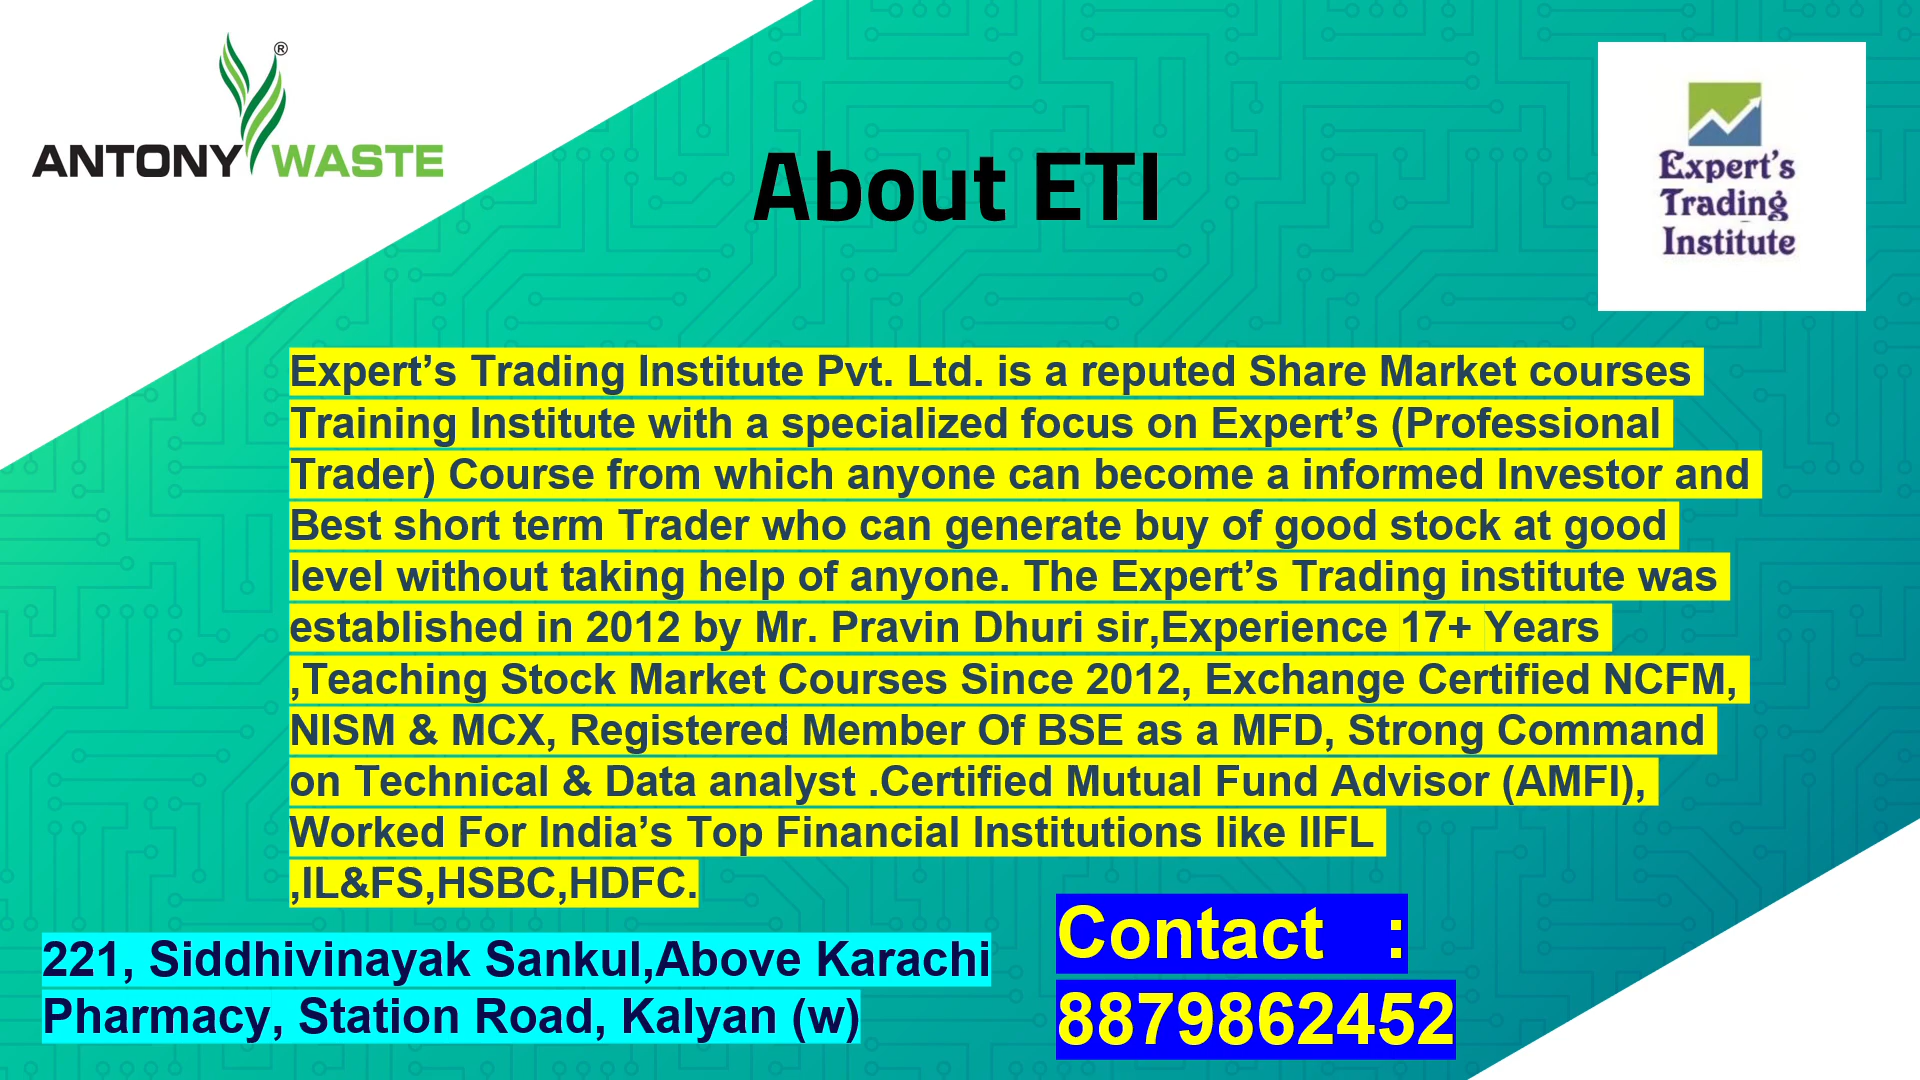 ANTONY WASTE ®
About ETI
Expert's
Trading
Institute
Expert’s Trading Institute Pvt. Ltd. is a reputed Share Market courses
Training Institute with a specialized focus on Expert’s (Professional
Trader) Course from which anyone can become a informed Investor and
Best short term Trader who can generate buy of good stock at good
level without taking help of anyone. The Expert’s Trading institute was
established in 2012 by Mr. Pravin Dhuri sir,Experience 17+ Years
,Teaching Stock Market Courses Since 2012, Exchange Certified NCFM,
NISM & MCX, Registered Member Of BSE as a MFD, Strong Command
on Technical & Data analyst .Certified Mutual Fund Advisor (AMFI),
Worked For India’s Top Financial Institutions like IIFL
,IL&FS,HSBC,HDFC.
221, Siddhivinayak Sankul,Above Karachi
Pharmacy, Station Road, Kalyan (w)
Contact :
8879862452